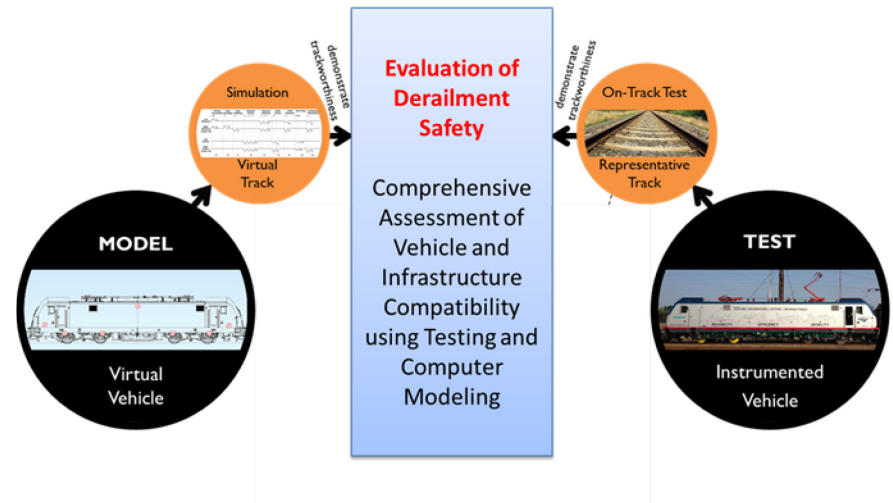 demonstrate
trackworthiness
Simulation
Virtual
Track
MODEL
Virtual
Vehicle
Evaluation of
Derailment
Safety
Comprehensive
Assessment of
Vehicle and
Infrastructure
Compatibility
using Testing and
Computer
Modeling
demonstrate
trackworthiness
On-Track Test
Representative
Track
TEST
Instrumented
Vehicle